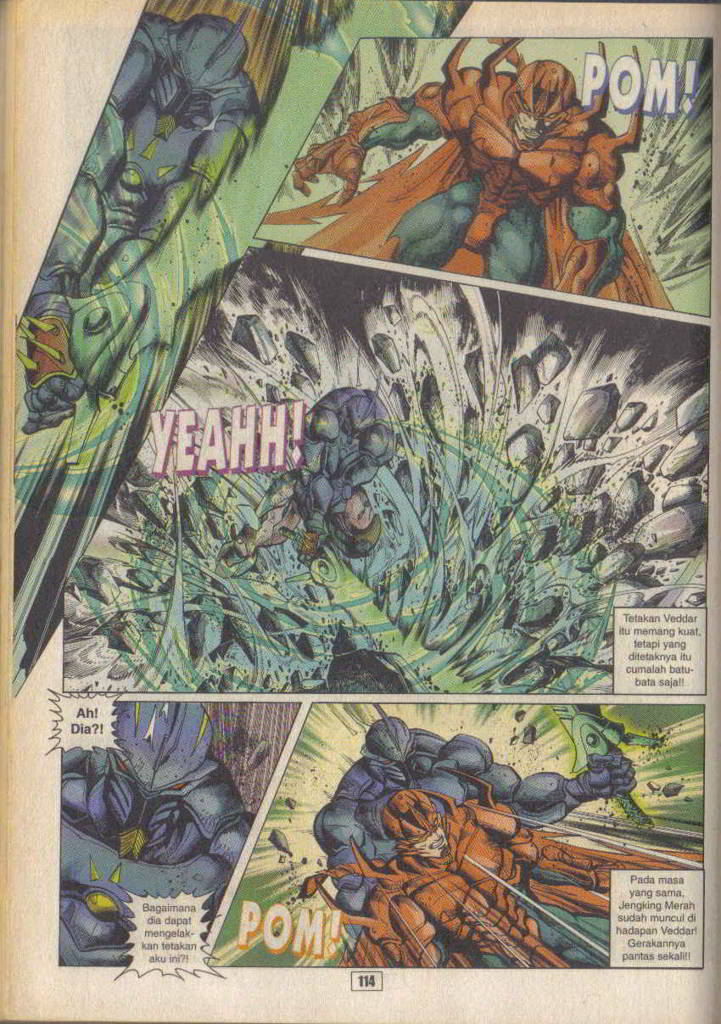 POM!
YEAHH!
Tetakan Veddar
itu memang kuat,
tetapi yang
ditetaknya itu
cumalah batu-
bata saja!!
Ah!
Dia?!
Bagaimana
dia dapat
mengelak-
kan tetakan
aku ini?!
POM!
Pada masa
yang sama,
Jengking Merah
sudah muncul di
hadapan Veddar!
Gerakannya
pantas sekali!!
114